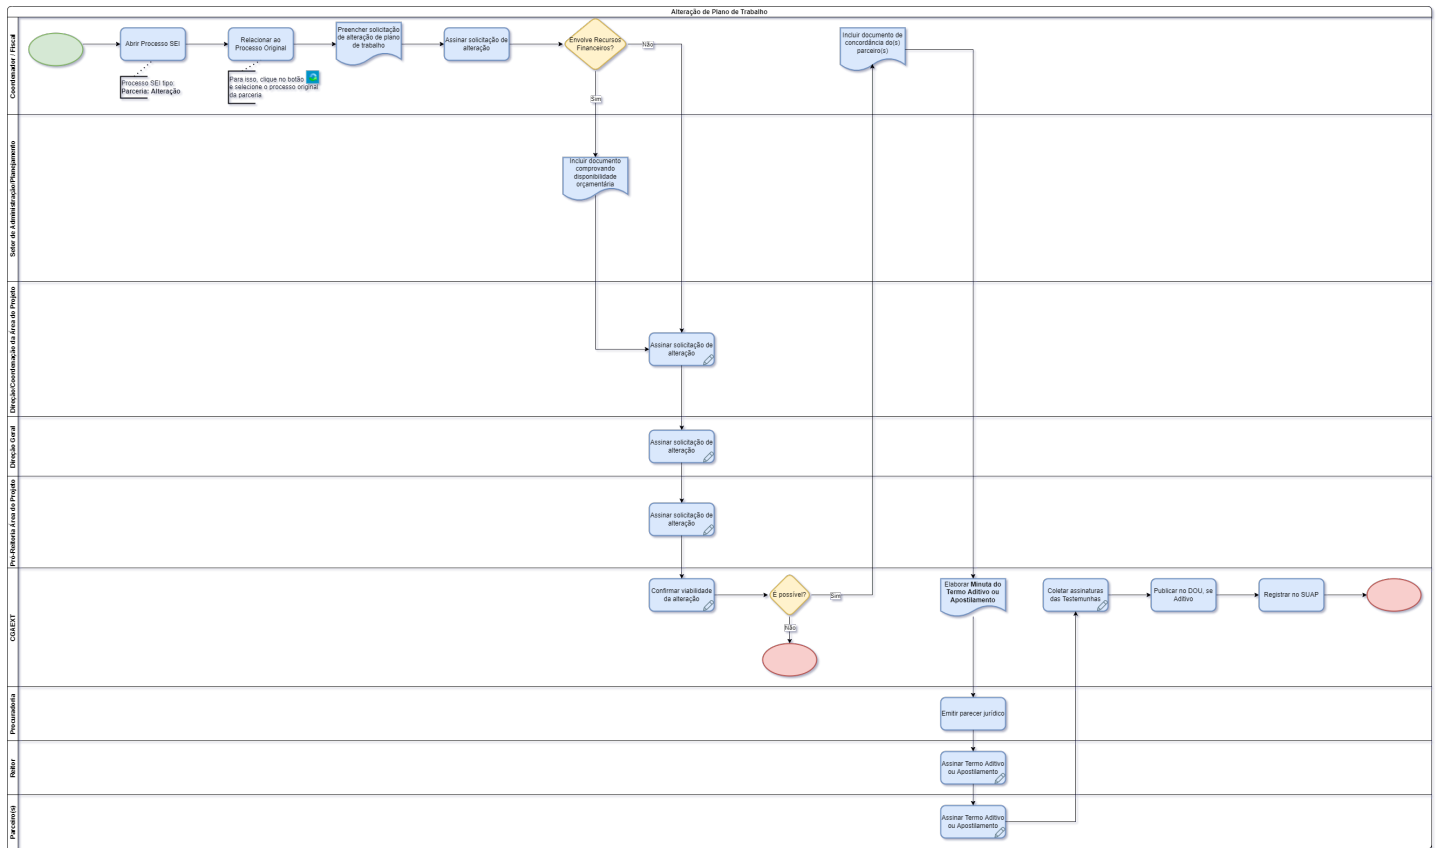 Alteração de Plano de Trabalho
Coordenador / Fiscal
Abrir Processo SEI
Processo SEI tipo:
Parceria: Alteração
Relacionar ao
Processo Original
Para isso, clique no botão
e selecione o processo original
da parceria
Preencher solicitação
de alteração de plano
de trabalho
Assinar solicitação de
alteração
Envolve Recursos
Financeiros?
Não
Sim
Incluir documento de
concordância do(s)
parceiro(s)
Setor de Administração/Planejamento
Incluir documento
comprovando
disponibilidade
orçamentária
Direção/Coordenação da Área do Projeto
Assinar solicitação de
alteração
Direção Geral
Assinar solicitação de
alteração
Pró-Reitoria Área do Projeto
Assinar solicitação de
alteração
CGAEXT
Confirmar viabilidade
da alteração
É possível?
Sim
Não
Elaborar Minuta do
Termo Aditivo ou
Apostilamento
Coletar assinaturas
das Testemunhas
Publicar no DOU, se
Aditivo
Registrar no SUAP
Procuradoria
Emitir parecer jurídico
Reitor
Assinar Termo Aditivo
ou Apostilamento
Parceiro(s)
Assinar Termo Aditivo
ou Apostilamento